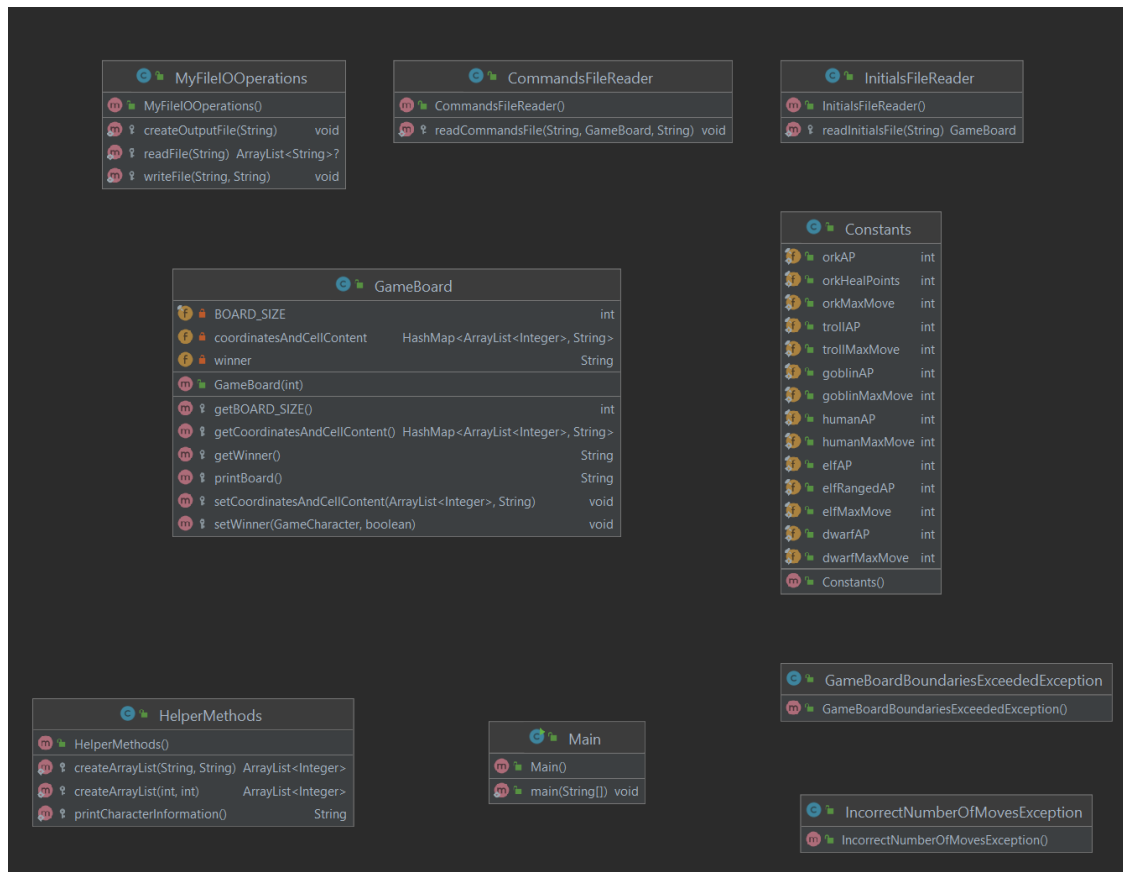 MyFileIOOperations
MyFileIOOperations()
createOutputFile(String) void
readFile(String) ArrayList<String>?
writeFile(String, String) void
CommandsFileReader
CommandsFileReader()
readCommandsFile(String, GameBoard, String) void
InitialsFileReader
InitialsFileReader()
readInitialsFile(String) GameBoard
Constants
orkAP int
orkHealPoints int
orkMaxMove int
trollAP int
trollMaxMove int
goblinAP int
goblinMaxMove int
humanAP int
humanMaxMove int
elfAP int
elfRangedAP int
elfMaxMove int
dwarfAP int
dwarfMaxMove int
Constants()
GameBoard
BOARD_SIZE int
coordinatesAndCellContent HashMap<ArrayList<Integer>, String>
winner String
GameBoard(int)
getBOARD_SIZE() int
getCoordinatesAndCellContent() HashMap<ArrayList<Integer>, String>
getWinner() String
printBoard() String
setCoordinatesAndCellContent(ArrayList<Integer>, String) void
setWinner(GameCharacter, boolean) void
GameBoardBoundariesExceededException
GameBoardBoundariesExceededException()
HelperMethods
HelperMethods()
createArrayList(String, String) ArrayList<Integer>
createArrayList(int, int) ArrayList<Integer>
printCharacterInformation() String
Main
Main()
main(String[]) void
IncorrectNumberOfMovesException
IncorrectNumberOfMovesException()